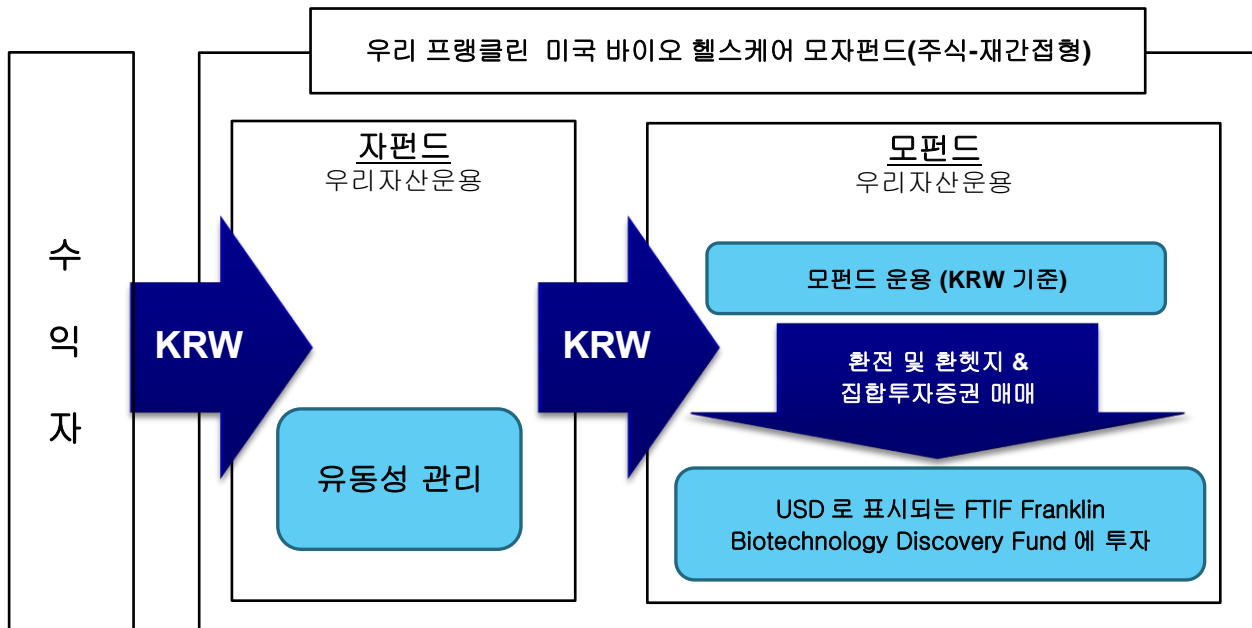 우리 프랭클린 미국 바이오 헬스케어 모자펀드(주식-재간접형)
수
익
자
KRW
자펀드
우리자산운용
유동성 관리
KRW
모펀드
우리자산운용
모펀드 운용 (KRW 기준)
환전 및 환헷지 &
집합투자증권 매매
USD 로 표시되는 FTIF Franklin
Biotechnology Discovery Fund 에 투자